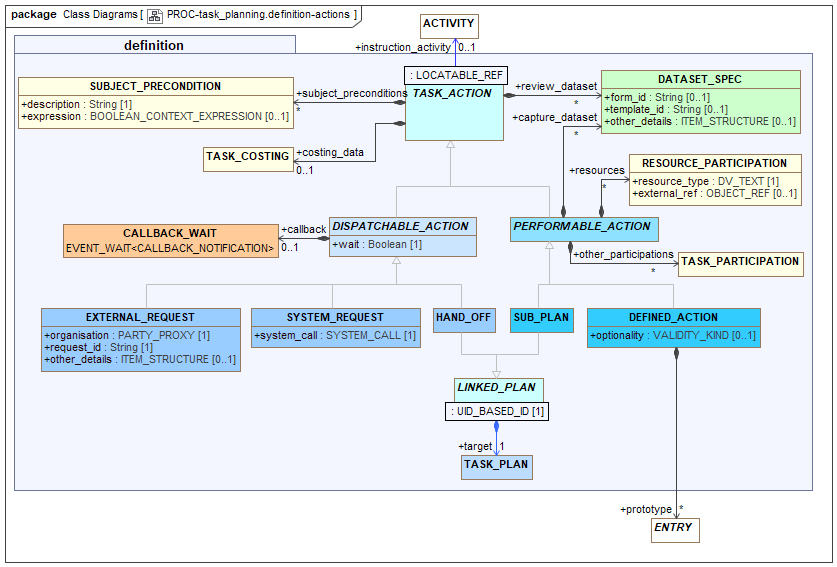 package Class Diagrams [ PROC-task_planning.definition-actions ]
ACTIVITY
definition
+instruction_activity 0..1
: LOCATABLE_REF
TASK_ACTION
SUBJECT_PRECONDITION
+description : String [1]
+expression : BOOLEAN_CONTEXT_EXPRESSION [0..1]
+subject_preconditions
*
+review_dataset
*
DATASET_SPEC
+form_id : String [0..1]
+template_id : String [0..1]
+other_details : ITEM_STRUCTURE [0..1]
+capture_dataset
*
TASK_COSTING
+costing_data
0..1
+resources
*
RESOURCE_PARTICIPATION
+resource_type : DV_TEXT [1]
+external_ref : OBJECT_REF [0..1]
CALLBACK_WAIT
EVENT_WAIT<CALLBACK_NOTIFICATION>
+callback
0..1
DISPATCHABLE_ACTION
+wait : Boolean [1]
PERFORMABLE_ACTION
+other_participations
*
TASK_PARTICIPATION
EXTERNAL_REQUEST
+organisation : PARTY_PROXY [1]
+request_id : String [1]
+other_details : ITEM_STRUCTURE [0..1]
SYSTEM_REQUEST
+system_call : SYSTEM_CALL [1]
HAND_OFF
SUB_PLAN
DEFINED_ACTION
+optionality : VALIDITY_KIND [0..1]
LINKED_PLAN
: UID_BASED_ID [1]
+target 1
TASK_PLAN
+prototype *
ENTRY